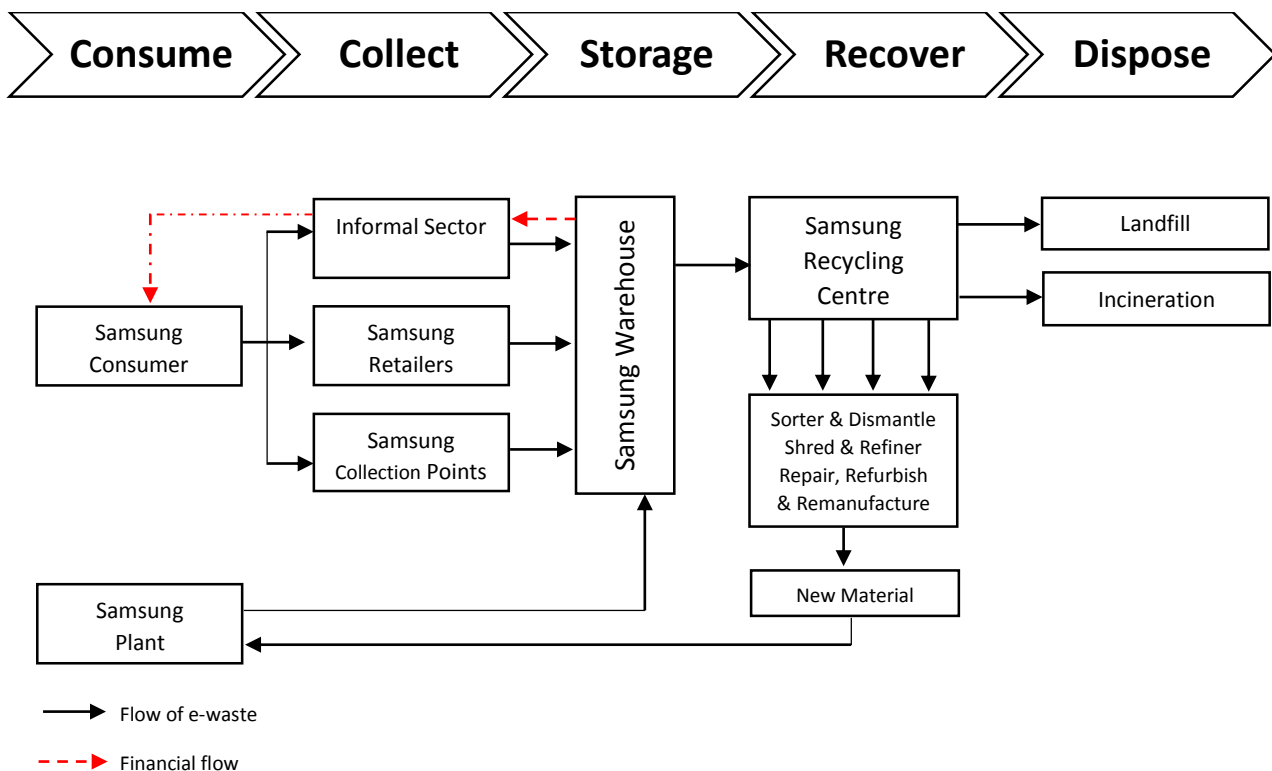 Consume
Collect
Storage
Recover
Dispose
Informal Sector
Samsung
Consumer
Samsung
Retailers
Samsung
Collection Points
Samsung Warehouse
Samsung
Recycling
Centre
Landfill
Incineration
Sorter & Dismantle
Shred & Refiner
Repair, Refurbish
& Remanufacture
New Material
Samsung
Plant
Flow of e-waste
Financial flow